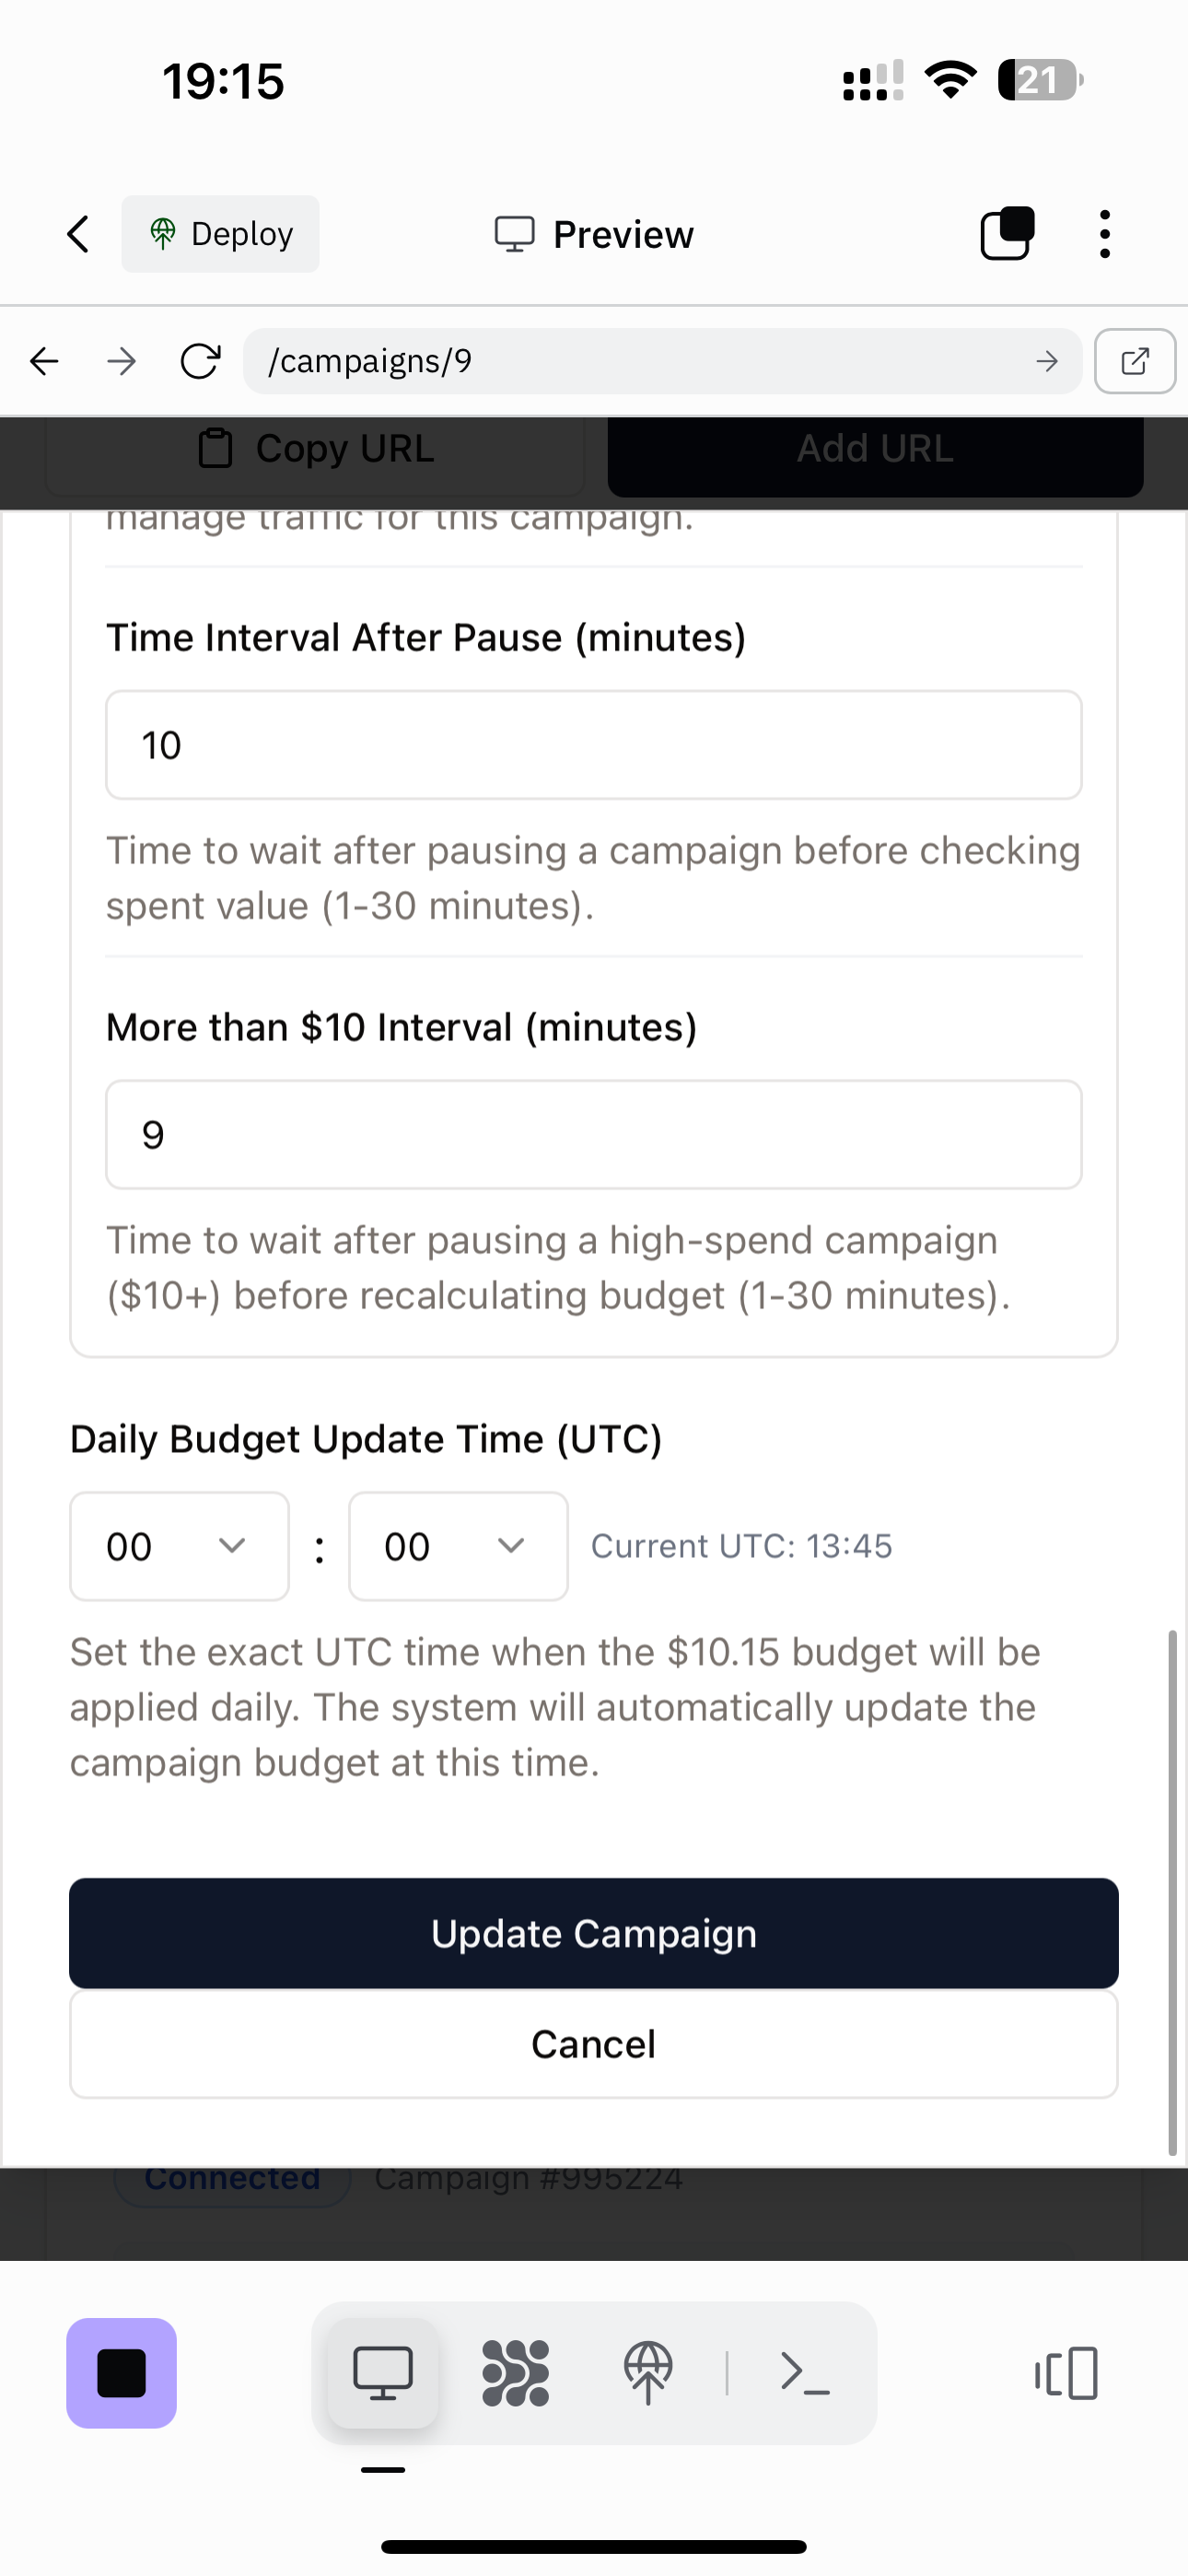 19:15
21
Deploy
Preview
/campaigns/9
Copy URL
Add URL
manage traffic for this campaign.
Time Interval After Pause (minutes)
10
Time to wait after pausing a campaign before checking
spent value (1-30 minutes).
More than $10 Interval (minutes)
9
Time to wait after pausing a high-spend campaign
($10+) before recalculating budget (1-30 minutes).
Daily Budget Update Time (UTC)
00 : 00 Current UTC: 13:45
Set the exact UTC time when the $10.15 budget will be
applied daily. The system will automatically update the
campaign budget at this time.
Update Campaign
Cancel
Connected Campaign #995224